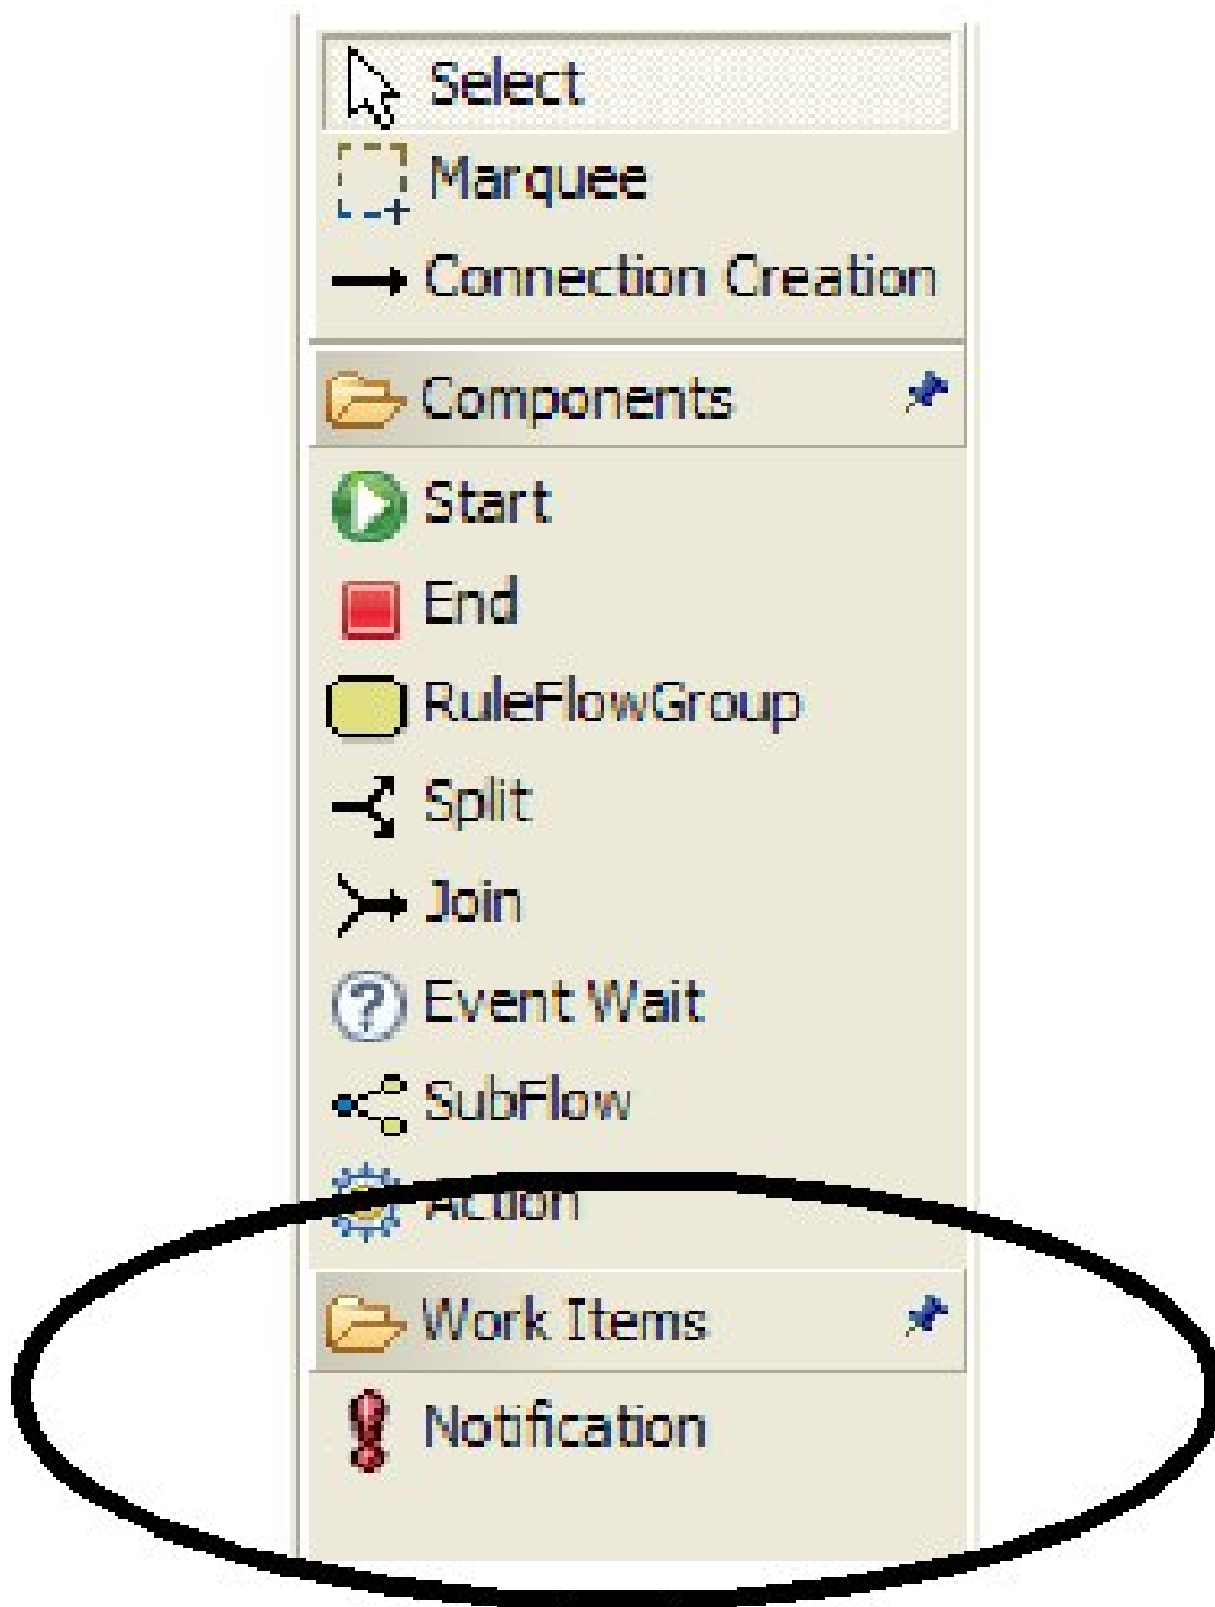 Select
Marquee
Connection Creation
Components
Start
End
RuleFlowGroup
Split
Join
Event Wait
SubFlow
Action
Work Items
Notification